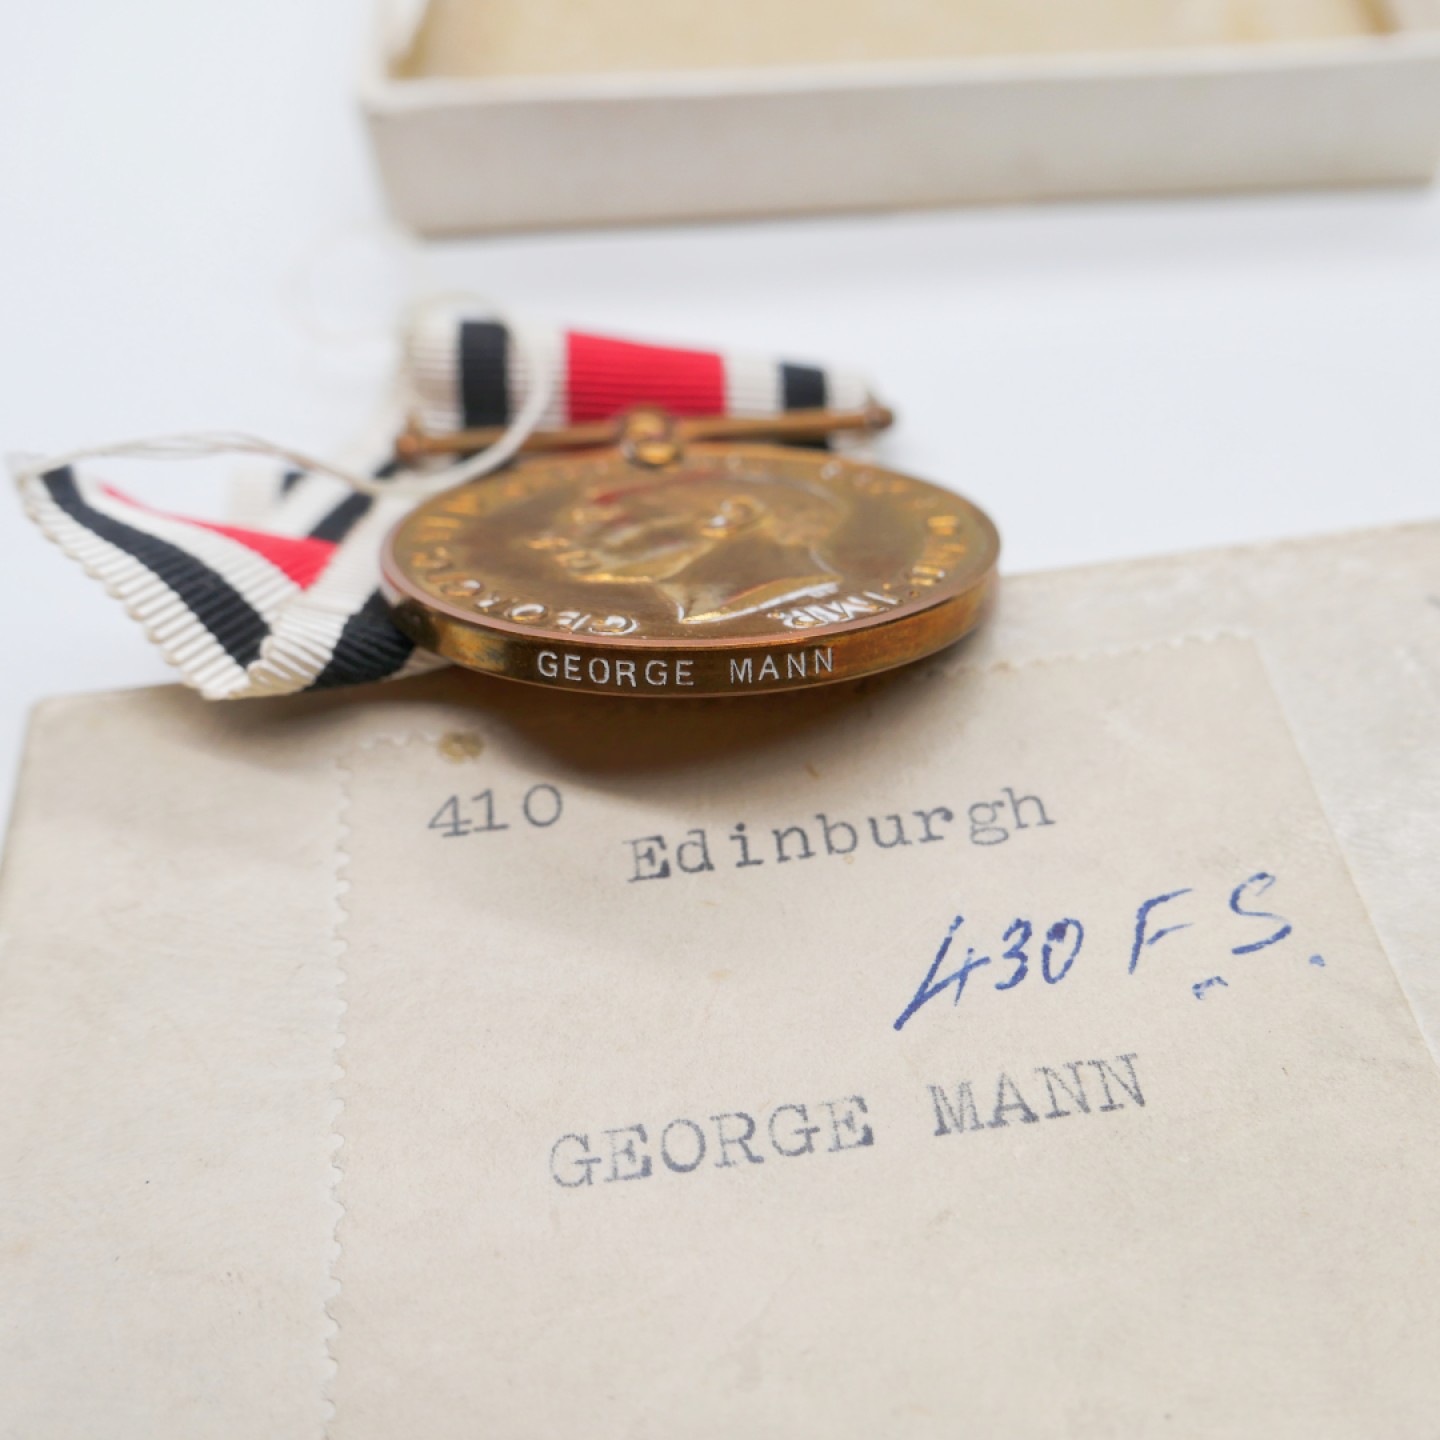 GEORGE MANN
410
Edinburgh
430 F.S.
GEORGE MANN